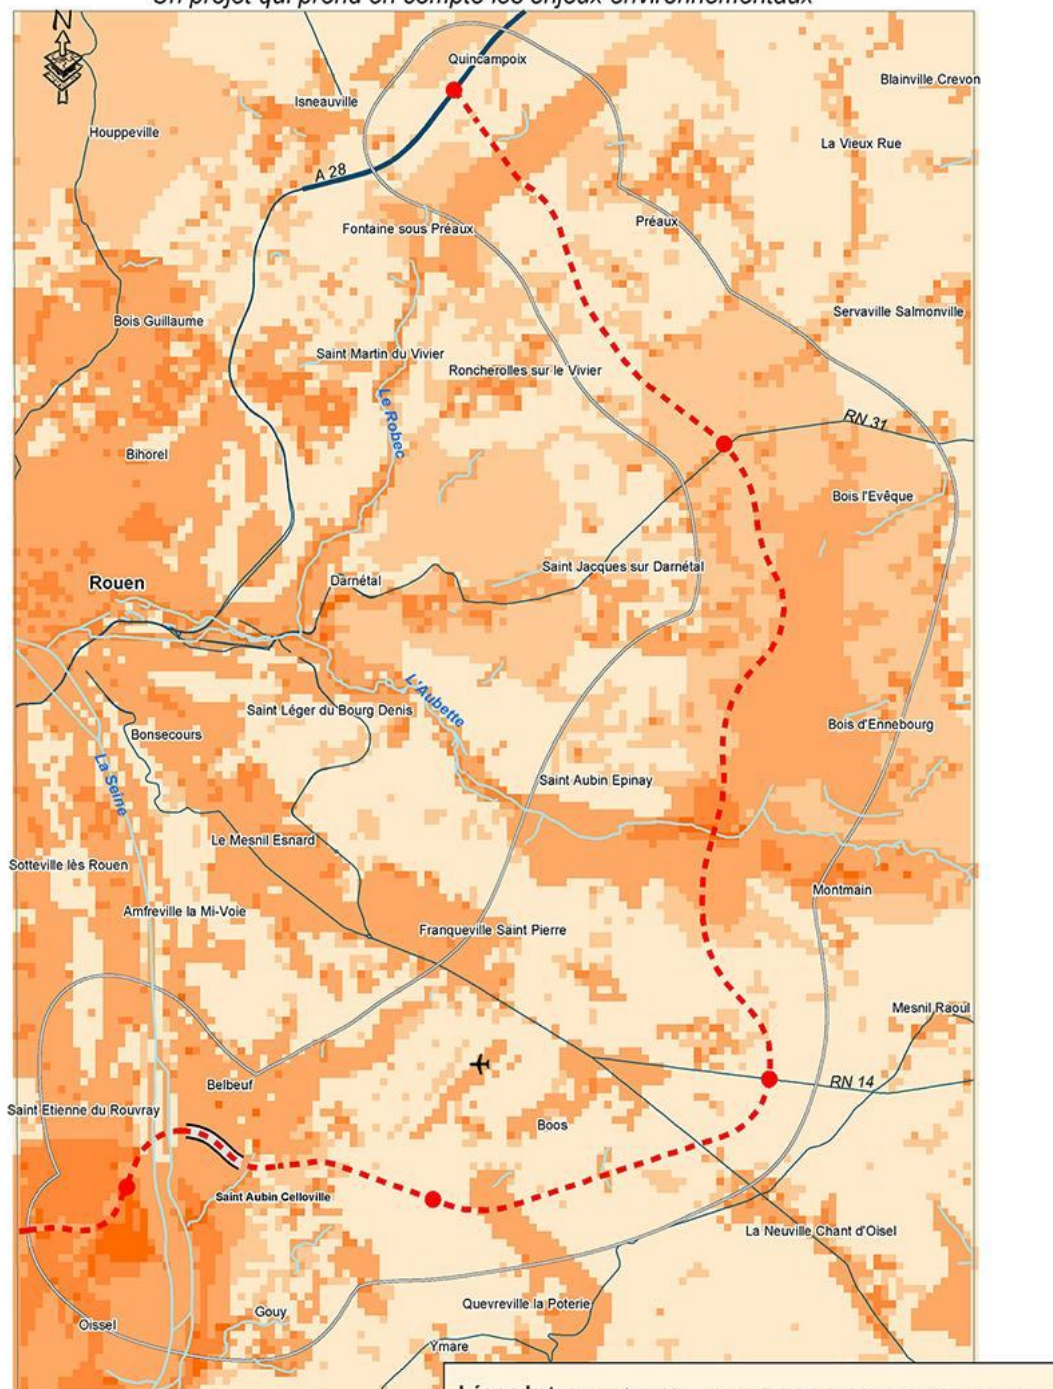 Un projet qui prend en compte les enjeux environnementaux
N
Quincampoix
Blainville Crevon
Isneauville
Houppeville
La Vieux Rue
A 28
Préaux
Fontaine sous Préaux
Servaville Salmonville
Bois Guillaume
Saint Martin du Vivier
Roncherolles sur le Vivier
Le Robec
RN 31
Bihorel
Bois l'Evêque
Saint Jacques sur Darnétal
Darnétal
Rouen
L'Aubette
Saint Léger du Bourg Denis
Bois d'Ennebourg
Bonsecours
La Seine
Saint Aubin Epinay
Le Mesnil Esnard
Sotteville lès Rouen
Montmain
Amfreville la Mi-Voie
Franqueville Saint Pierre
Mesnil Raoul
Belbeuf
RN 14
Saint Etienne du Rouvray
Boos
Saint Aubin Celloville
La Neuville Chant d'Oisel
Quevreville la Poterie
Gouy
Oissel
Ymare